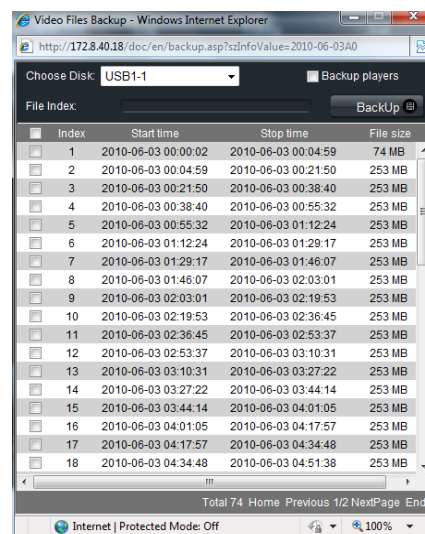 Video Files Backup - Windows Internet Explorer
http://172.8.40.18/doc/en/backup.asp?szInfoValue=2010-06-03A0
Choose Disk: USB1-1 Backup players
File Index: BackUp
Index Start time Stop time File size
1 2010-06-03 00:00:02 2010-06-03 00:04:59 74 MB
2 2010-06-03 00:04:59 2010-06-03 00:21:50 253 MB
3 2010-06-03 00:21:50 2010-06-03 00:38:40 253 MB
4 2010-06-03 00:38:40 2010-06-03 00:55:32 253 MB
5 2010-06-03 00:55:32 2010-06-03 01:12:24 253 MB
6 2010-06-03 01:12:24 2010-06-03 01:29:17 253 MB
7 2010-06-03 01:29:17 2010-06-03 01:46:07 253 MB
8 2010-06-03 01:46:07 2010-06-03 02:03:01 253 MB
9 2010-06-03 02:03:01 2010-06-03 02:19:53 253 MB
10 2010-06-03 02:19:53 2010-06-03 02:36:45 253 MB
11 2010-06-03 02:36:45 2010-06-03 02:53:37 253 MB
12 2010-06-03 02:53:37 2010-06-03 03:10:31 253 MB
13 2010-06-03 03:10:31 2010-06-03 03:27:22 253 MB
14 2010-06-03 03:27:22 2010-06-03 03:44:14 253 MB
15 2010-06-03 03:44:14 2010-06-03 04:01:05 253 MB
16 2010-06-03 04:01:05 2010-06-03 04:17:57 253 MB
17 2010-06-03 04:17:57 2010-06-03 04:34:48 253 MB
18 2010-06-03 04:34:48 2010-06-03 04:51:38 253 MB
Total 74 Home Previous 1/2 NextPage End
Internet | Protected Mode: Off 100%